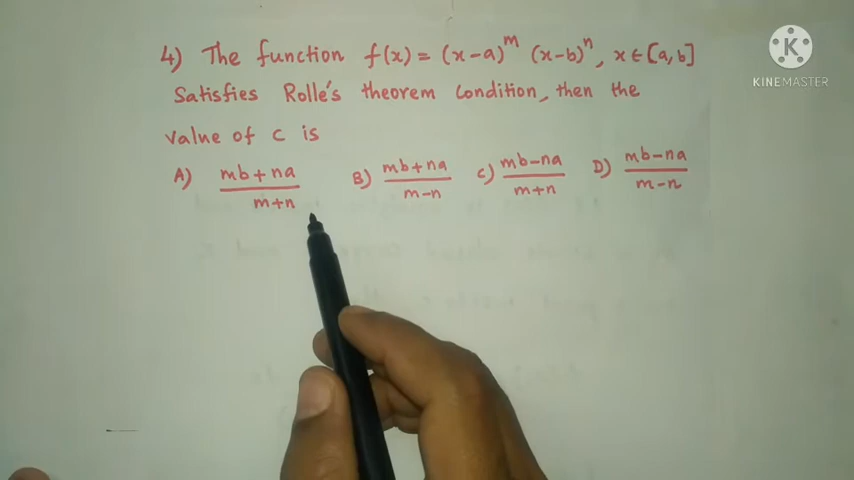 4) The function f(x) = (x-a)^m (x-b)^n, x ∈ [a, b]
Satisfies Rolle's theorem Condition, then the
Value of c is
A) mb+na/m+n B) mb+na/m-n c) mb-na/m+n D) mb-na/m-n
K
KINEMASTER